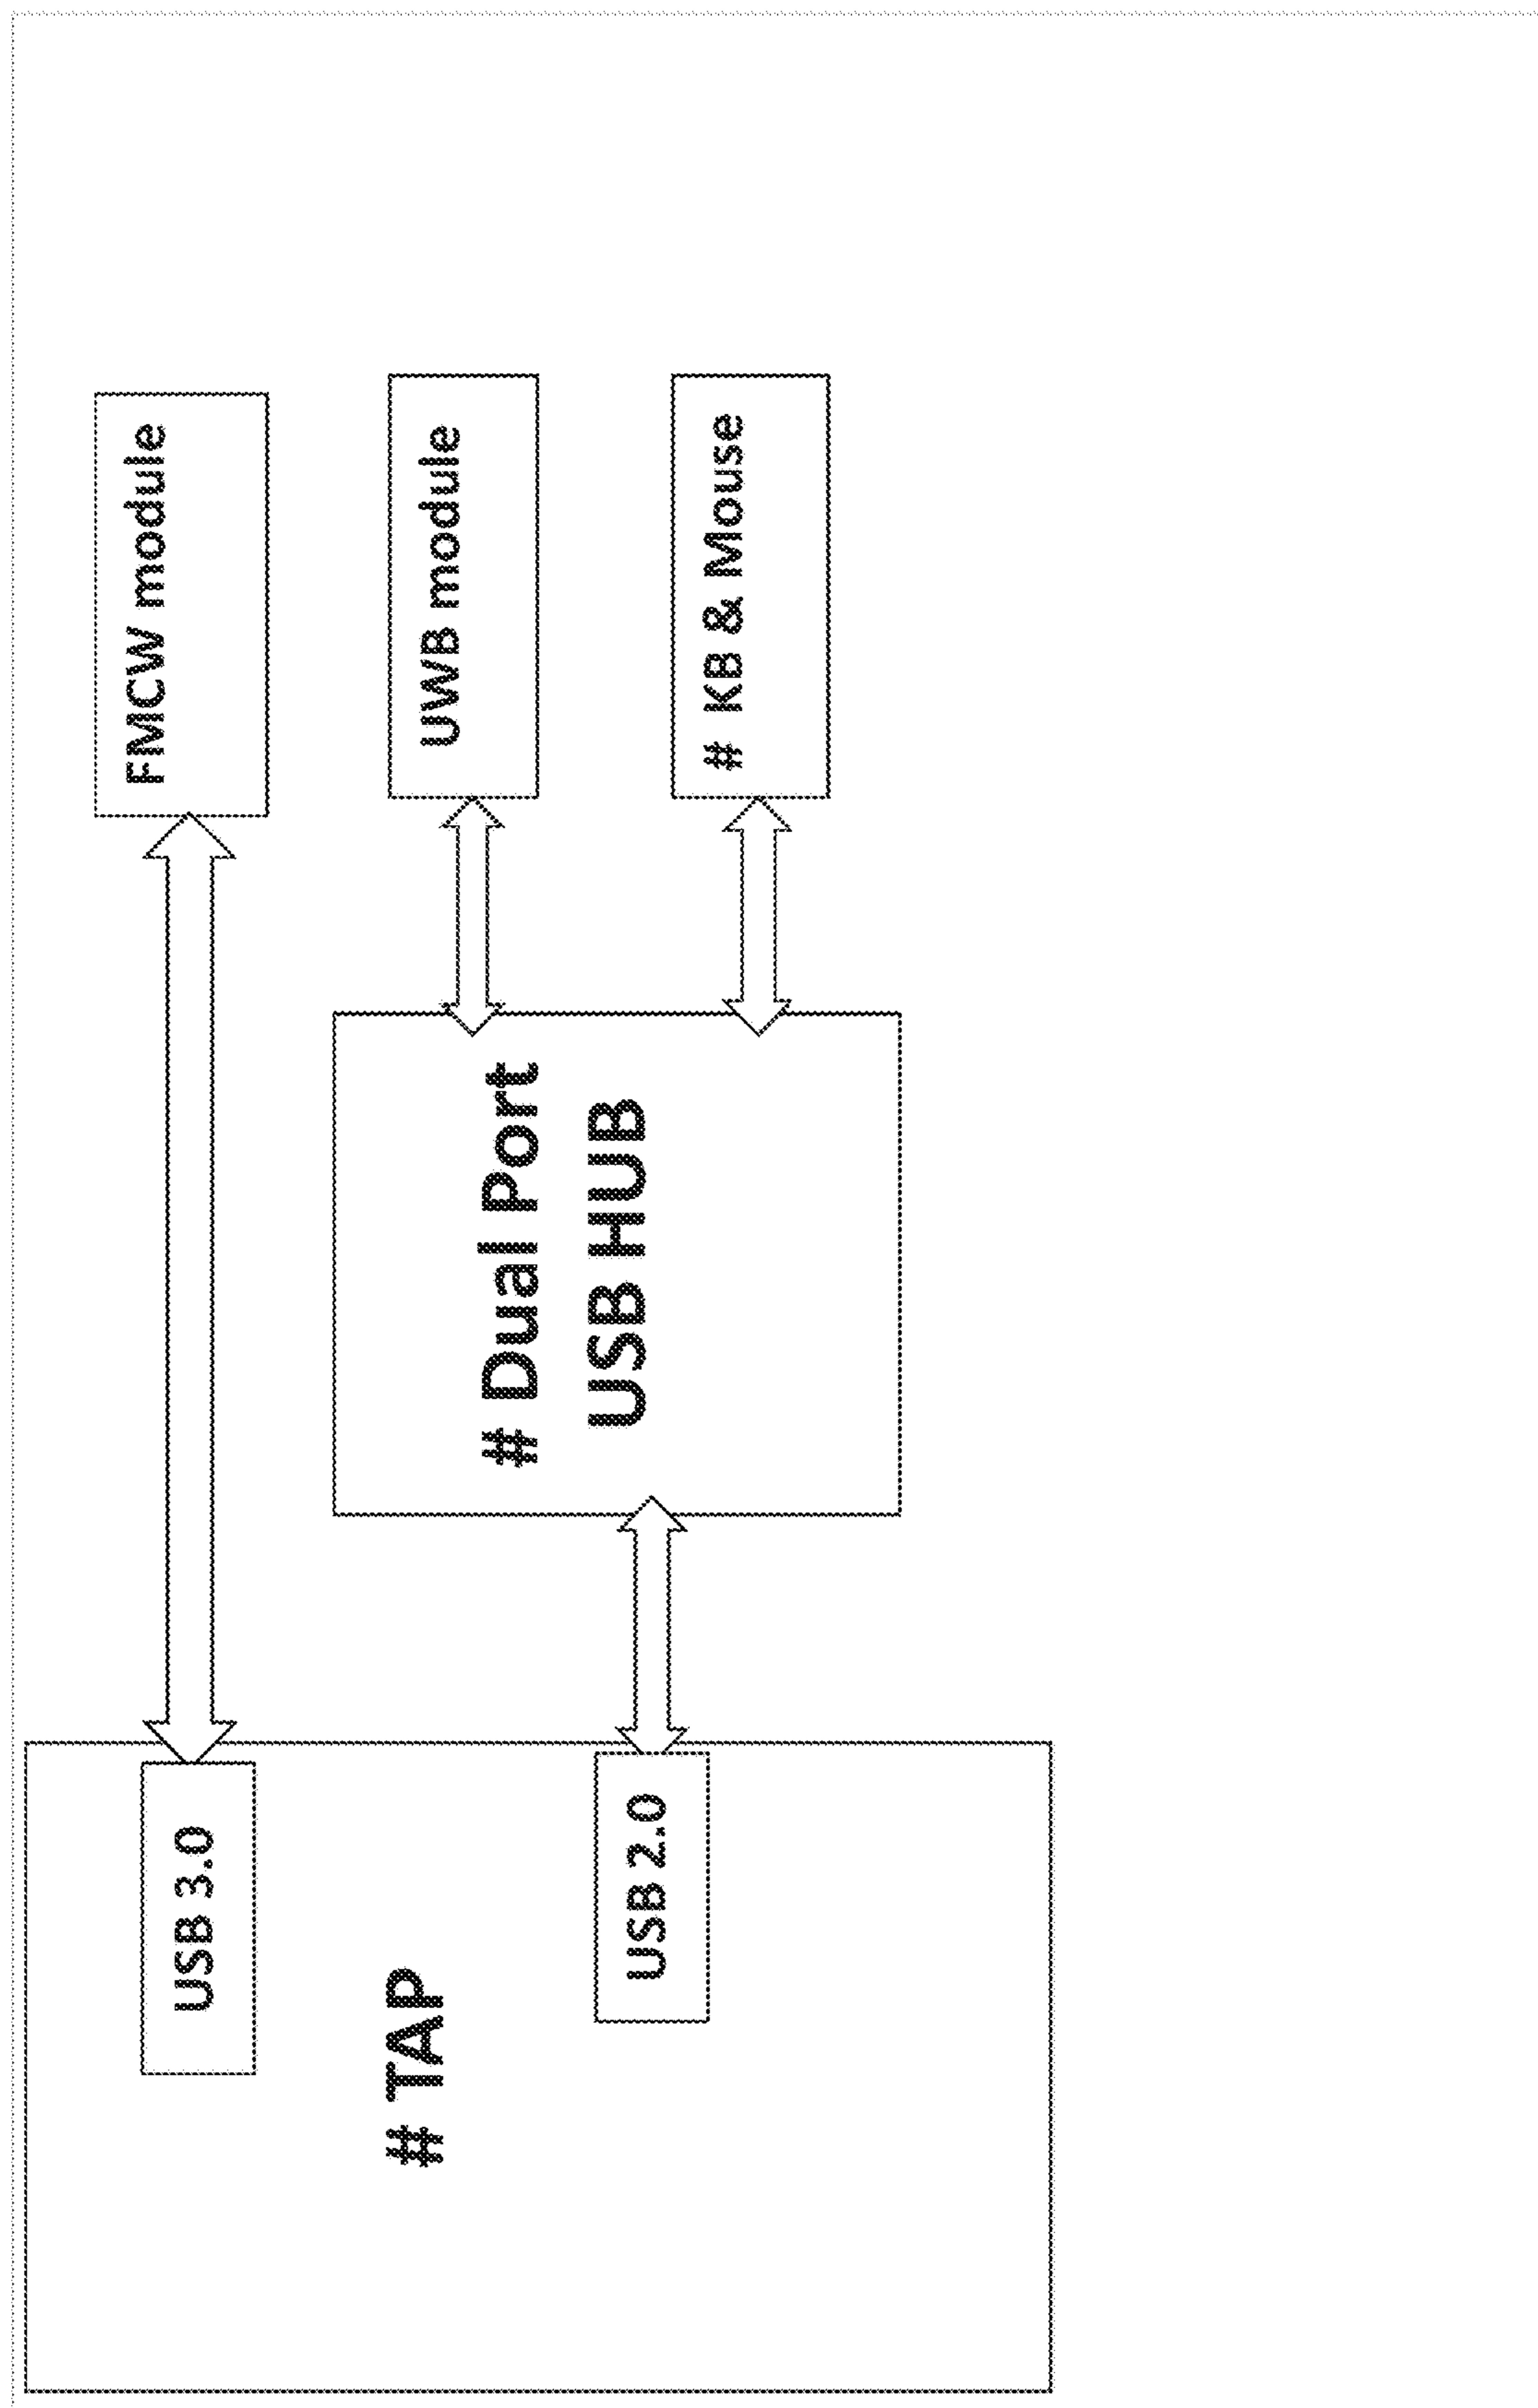 FMCW module
UWB module
# KB & Mouse
# Dual Port
USB HUB
USB 3.0
# TAP
USB 2.0